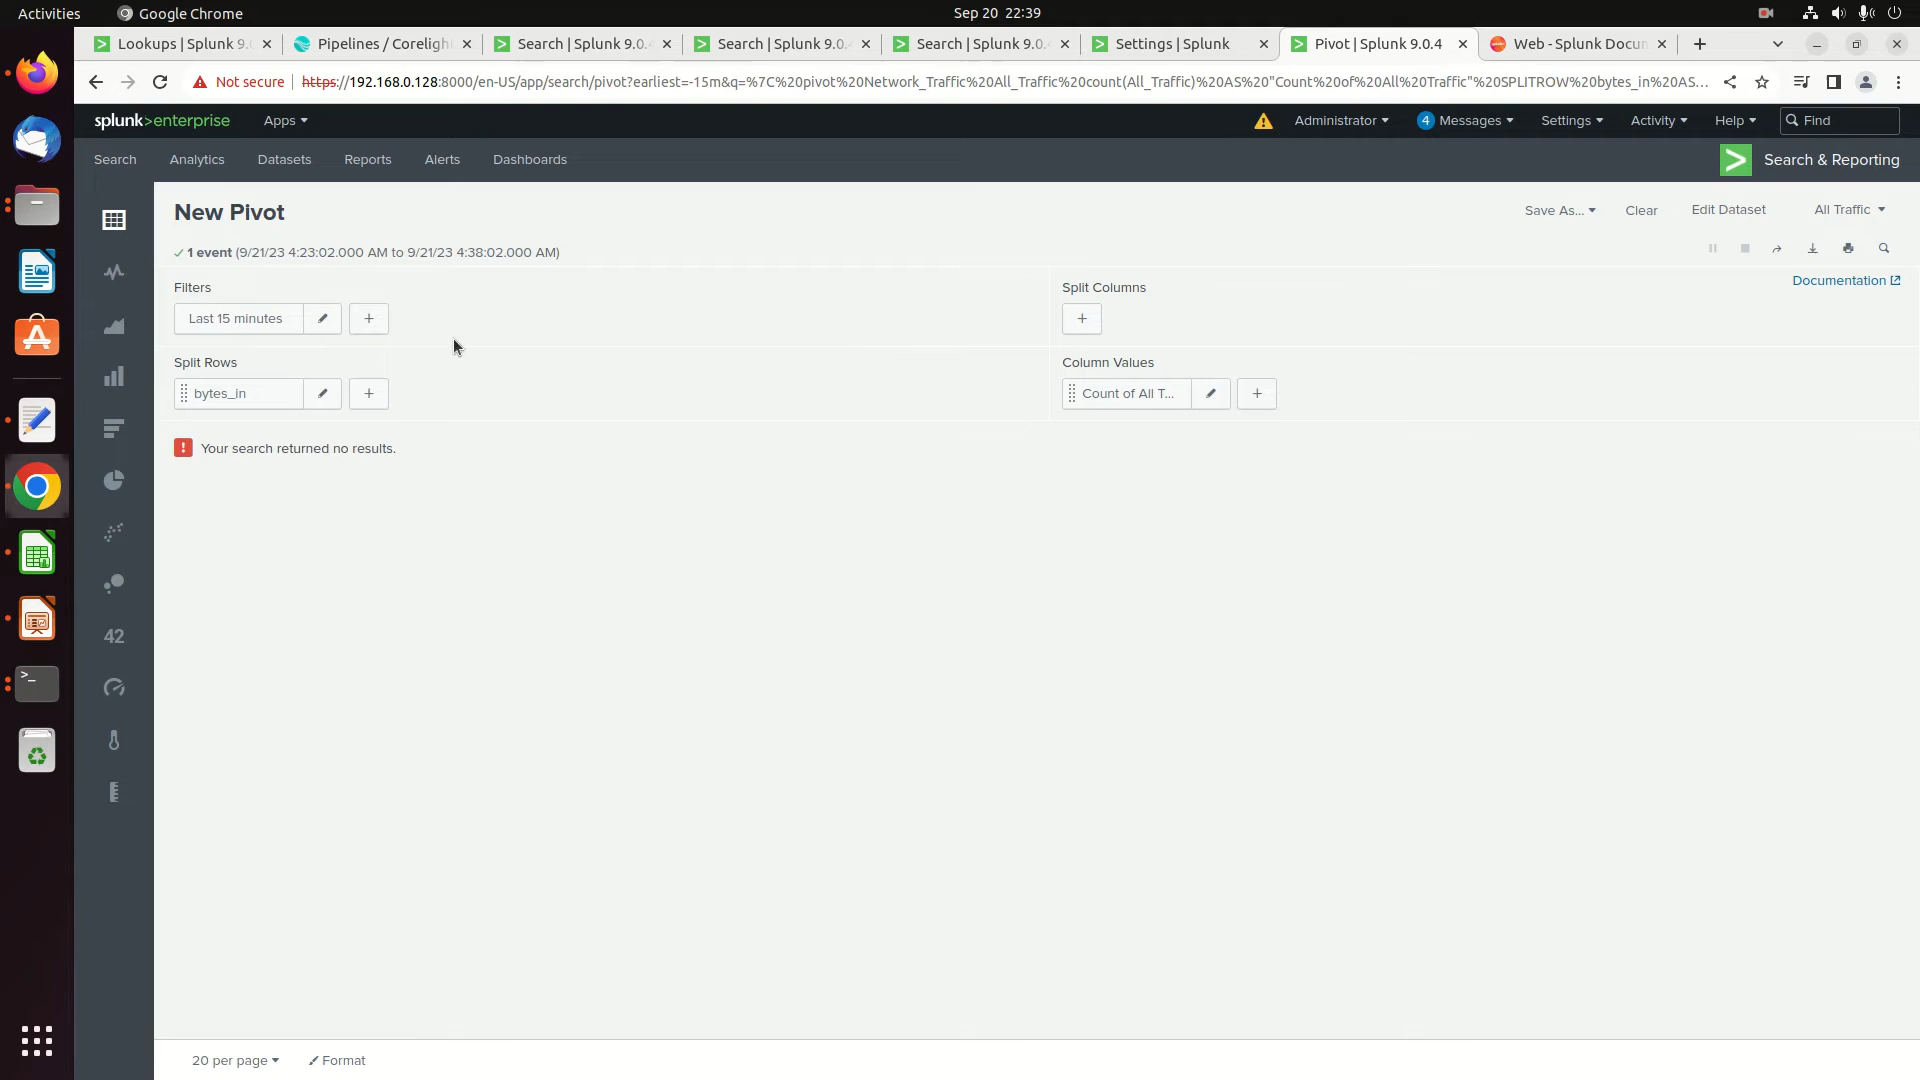 Activities Google Chrome Sep 20 22:39
Lookups | Splunk 9.0. Pipelines / Corelight Search | Splunk 9.0.4 Search | Splunk 9.0.4 Search | Splunk 9.0.4 Settings | Splunk Pivot | Splunk 9.0.4 Web - Splunk Docum
Not secure https://192.168.0.128:8000/en-US/app/search/pivot?earliest=-15m&q=%7C%20pivot%20Network_Traffic%20All_Traffic%20count(All_Traffic)%20AS%20"Count%20of%20All%20Traffic"%20SPLITROW%20bytes_in%20AS...
splunk>enterprise Apps Administrator 4 Messages Settings Activity Help Find
Search Analytics Datasets Reports Alerts Dashboards > Search & Reporting
New Pivot Save As... Clear Edit Dataset All Traffic
1 event (9/21/23 4:23:02.000 AM to 9/21/23 4:38:02.000 AM)
Documentation
Filters Split Columns
Last 15 minutes + +
Split Rows Column Values
bytes_in + Count of All T... +
! Your search returned no results.
42
>_
20 per page Format